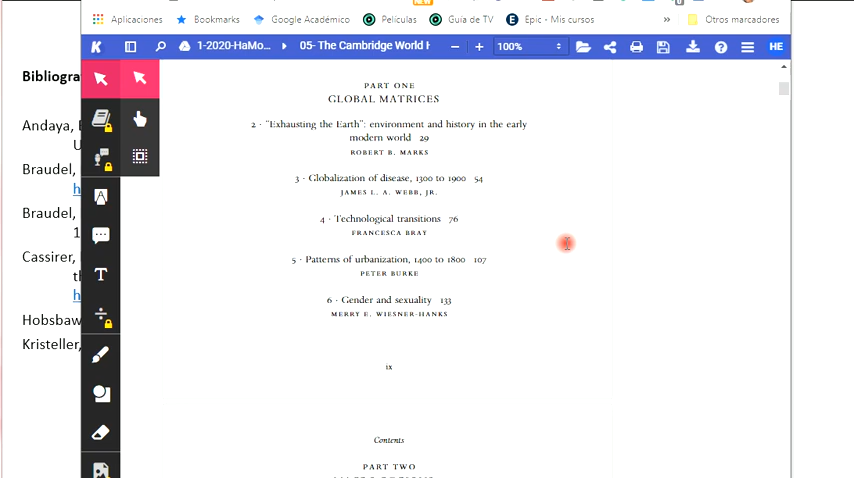 NEW
Aplicaciones
Bookmarks
Google Académico
Películas
Guía de TV
Epic - Mis cursos
»
Otros marcadores
K
1-2020-HaMo...
05- The Cambridge World H
100%
HE
Bibliogra
Andaya,
U
Braudel,
h
Braudel,
1
Cassirer,
th
h
Hobsbaw
Kristeller,
PART ONE
GLOBAL MATRICES
2 · "Exhausting the Earth": environment and history in the early
modern world 29
ROBERT B. MARKS
3 · Globalization of disease, 1300 to 1900 54
JAMES L. A. WEBB, JR.
4 · Technological transitions 76
FRANCESCA BRAY
5 · Patterns of urbanization, 1400 to 1800 107
PETER BURKE
6 · Gender and sexuality 133
MERRY E. WIESNER-HANKS
ix
Contents
PART TWO